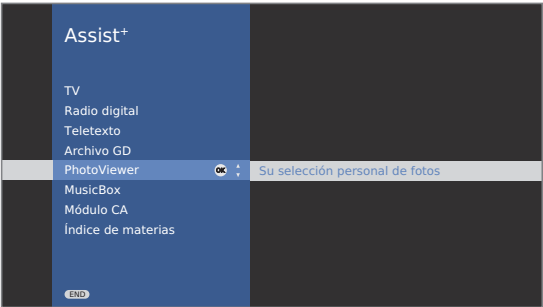 Assist+
TV
Radio digital
Teletexto
Archivo GD
PhotoViewer OK Su selección personal de fotos
MusicBox
Módulo CA
Índice de materias
END